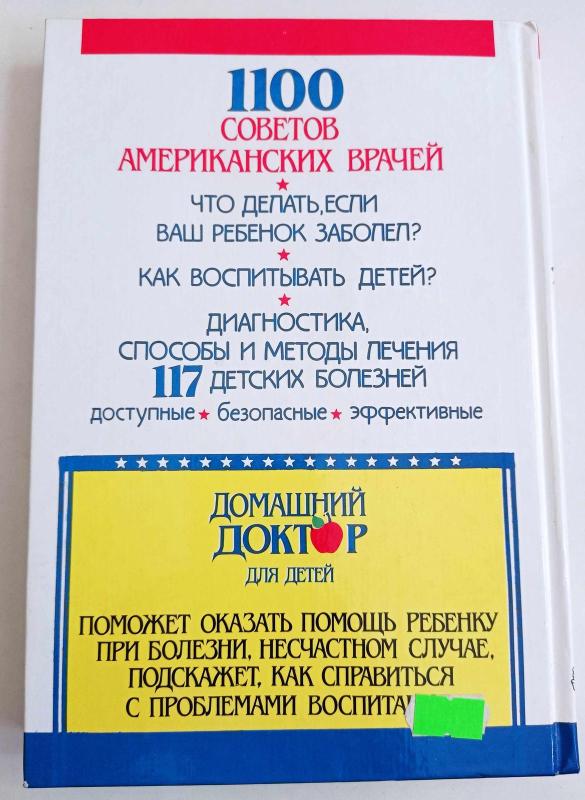 1100
СОВЕТОВ
АМЕРИКАНСКИХ ВРАЧЕЙ
ЧТО ДЕЛАТЬ, ЕСЛИ
ВАШ РЕБЕНОК ЗАБОЛЕЛ?
КАК ВОСПИТЫВАТЬ ДЕТЕЙ?
ДИАГНОСТИКА,
СПОСОБЫ И МЕТОДЫ ЛЕЧЕНИЯ
117 ДЕТСКИХ БОЛЕЗНЕЙ
доступные ★ безопасные ★ эффективные
ДОМАШНИЙ
ДОКТОР
ДЛЯ ДЕТЕЙ
ПОМОЖЕТ ОКАЗАТЬ ПОМОЩЬ РЕБЕНКУ
ПРИ БОЛЕЗНИ, НЕСЧАСТНОМ СЛУЧАЕ,
ПОДСКАЖЕТ, КАК СПРАВИТЬСЯ
С ПРОБЛЕМАМИ